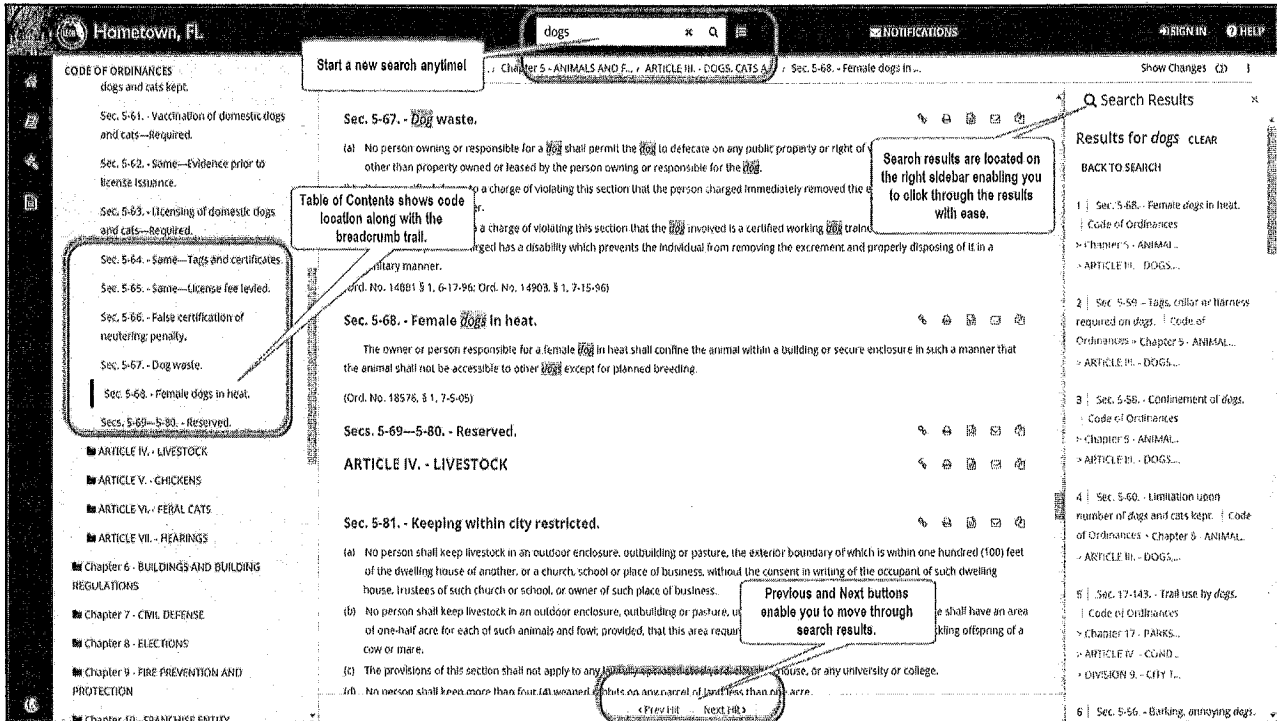 Hometown, FL
dogs
NOTIFICATIONS
SIGN IN
HELP
/ Chapter 5 - ANIMALS AND F... / ARTICLE III. - DOGS, CATS A / Sec. 5-68. - Female dogs in ...
Show Changes
Start a new search anytime!
CODE OF ORDINANCES
dogs and cats kept.
Sec. 5-61. - Vaccination of domestic dogs
and cats—Required.
Sec. 5-62. - Same—Evidence prior to
license issuance.
Sec. 5-63. - Licensing of domestic dogs
and cats—Required.
Sec. 5-64. - Same—Tags and certificates
Sec. 5-65. - Same—License fee levied.
Sec. 5-66. - False certification of
neutering; penalty.
Sec. 5-67. - Dog waste.
Sec. 5-68. - Female dogs in heat.
Secs. 5-69—5-80. - Reserved.
ARTICLE IV. - LIVESTOCK
ARTICLE V. - CHICKENS
ARTICLE VI. - FERAL CATS
ARTICLE VII. - HEARINGS
Chapter 6 - BUILDINGS AND BUILDING
REGULATIONS
Chapter 7 - CIVIL DEFENSE
Chapter 8 - ELECTIONS
Chapter 9 - FIRE PREVENTION AND
PROTECTION
Chapter 10 - FRANCHISE ENTITY
Table of Contents shows code
location along with the
breadcrumb trail.
Sec. 5-67. - Dog waste.
(a) No person owning or responsible for a dog shall permit the dog to defecate on any public property or right of
other than property owned or leased by the person owning or responsible for the dog.
to a charge of violating this section that the person charged immediately removed the
a charge of violating this section that the dog involved is a certified working dog
has a disability which prevents the individual from removing the excrement and properly disposing of it in a
manner.
(Ord. No. 14881 § 1, 6-17-96; Ord. No. 14903, § 1, 7-15-96)
Sec. 5-68. - Female dogs in heat.
The owner or person responsible for a female dog in heat shall confine the animal within a building or secure enclosure in such a manner that
the animal shall not be accessible to other dogs except for planned breeding.
(Ord. No. 18576, § 1, 7-5-05)
Secs. 5-69—5-80. - Reserved.
ARTICLE IV. - LIVESTOCK
Sec. 5-81. - Keeping within city restricted.
(a) No person shall keep livestock in an outdoor enclosure, outbuilding or pasture, the exterior boundary of which is within one hundred (100) feet
of the dwelling house of another, or a church, school or place of business, without the consent in writing of the occupant of such dwelling
house, trustees of such church or school, or owner of such place of business.
(b) No person shall keep livestock in an outdoor enclosure, outbuilding or pasture, shall have an area
of one-half acre for each of such animals and fowl; provided, that this area offspring of a
cow or mare.
(c) The provisions of this section shall not apply to any house, or any university or college.
(d) No person shall keep more than four (4) weaned on any parcel of land less than one acre.
Prev Hit
Next Hit
Previous and Next buttons
enable you to move through
search results.
Search results are located on
the right sidebar enabling you
to click through the results
with ease.
Search Results
Results for dogs CLEAR
BACK TO SEARCH
1 | Sec. 5-68. - Female dogs in heat.
| Code of Ordinances
> Chapter 5 - ANIMAL...
> ARTICLE III. DOGS...
2 | Sec. 5-59. - Tags, collar or harness
required on dogs. | Code of
Ordinances > Chapter 5 - ANIMAL...
> ARTICLE III. - DOGS...
3 | Sec. 5-58. - Confinement of dogs.
| Code of Ordinances
> Chapter 5 - ANIMAL...
> ARTICLE III. - DOGS...
4 | Sec. 5-60. - Limitation upon
number of dogs and cats kept. | Code
of Ordinances > Chapter 5 - ANIMAL...
> ARTICLE III. - DOGS...
5 | Sec. 17-143. - Trail use by dogs.
| Code of Ordinances
> Chapter 17 - PARKS...
> ARTICLE IV - COND...
> DIVISION 9. - CITY T...
6 | Sec. 5-56. - Barking, annoying dogs.